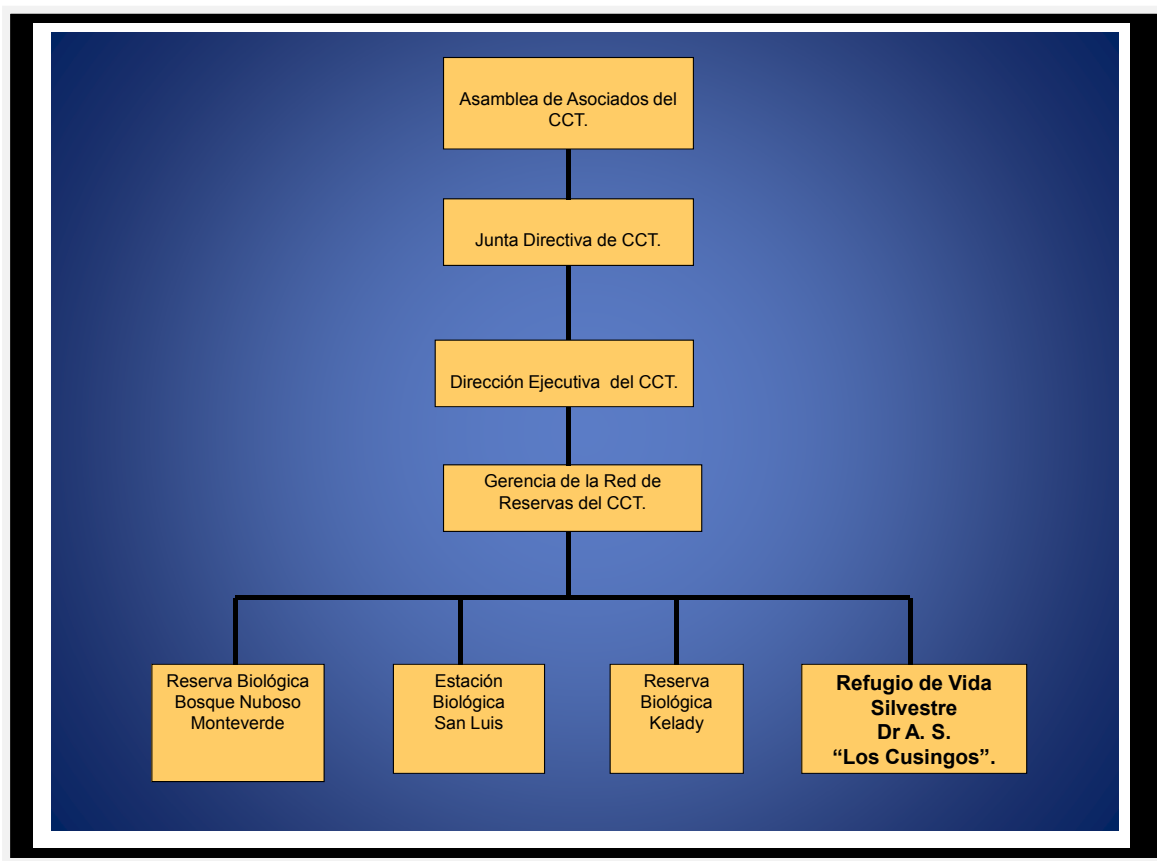 Asamblea de Asociados del
CCT.
Junta Directiva de CCT.
Dirección Ejecutiva del CCT.
Gerencia de la Red de
Reservas del CCT.
Reserva Biológica
Bosque Nuboso
Monteverde
Estación
Biológica
San Luis
Reserva
Biológica
Kelady
Refugio de Vida
Silvestre
Dr A. S.
“Los Cusingos”.